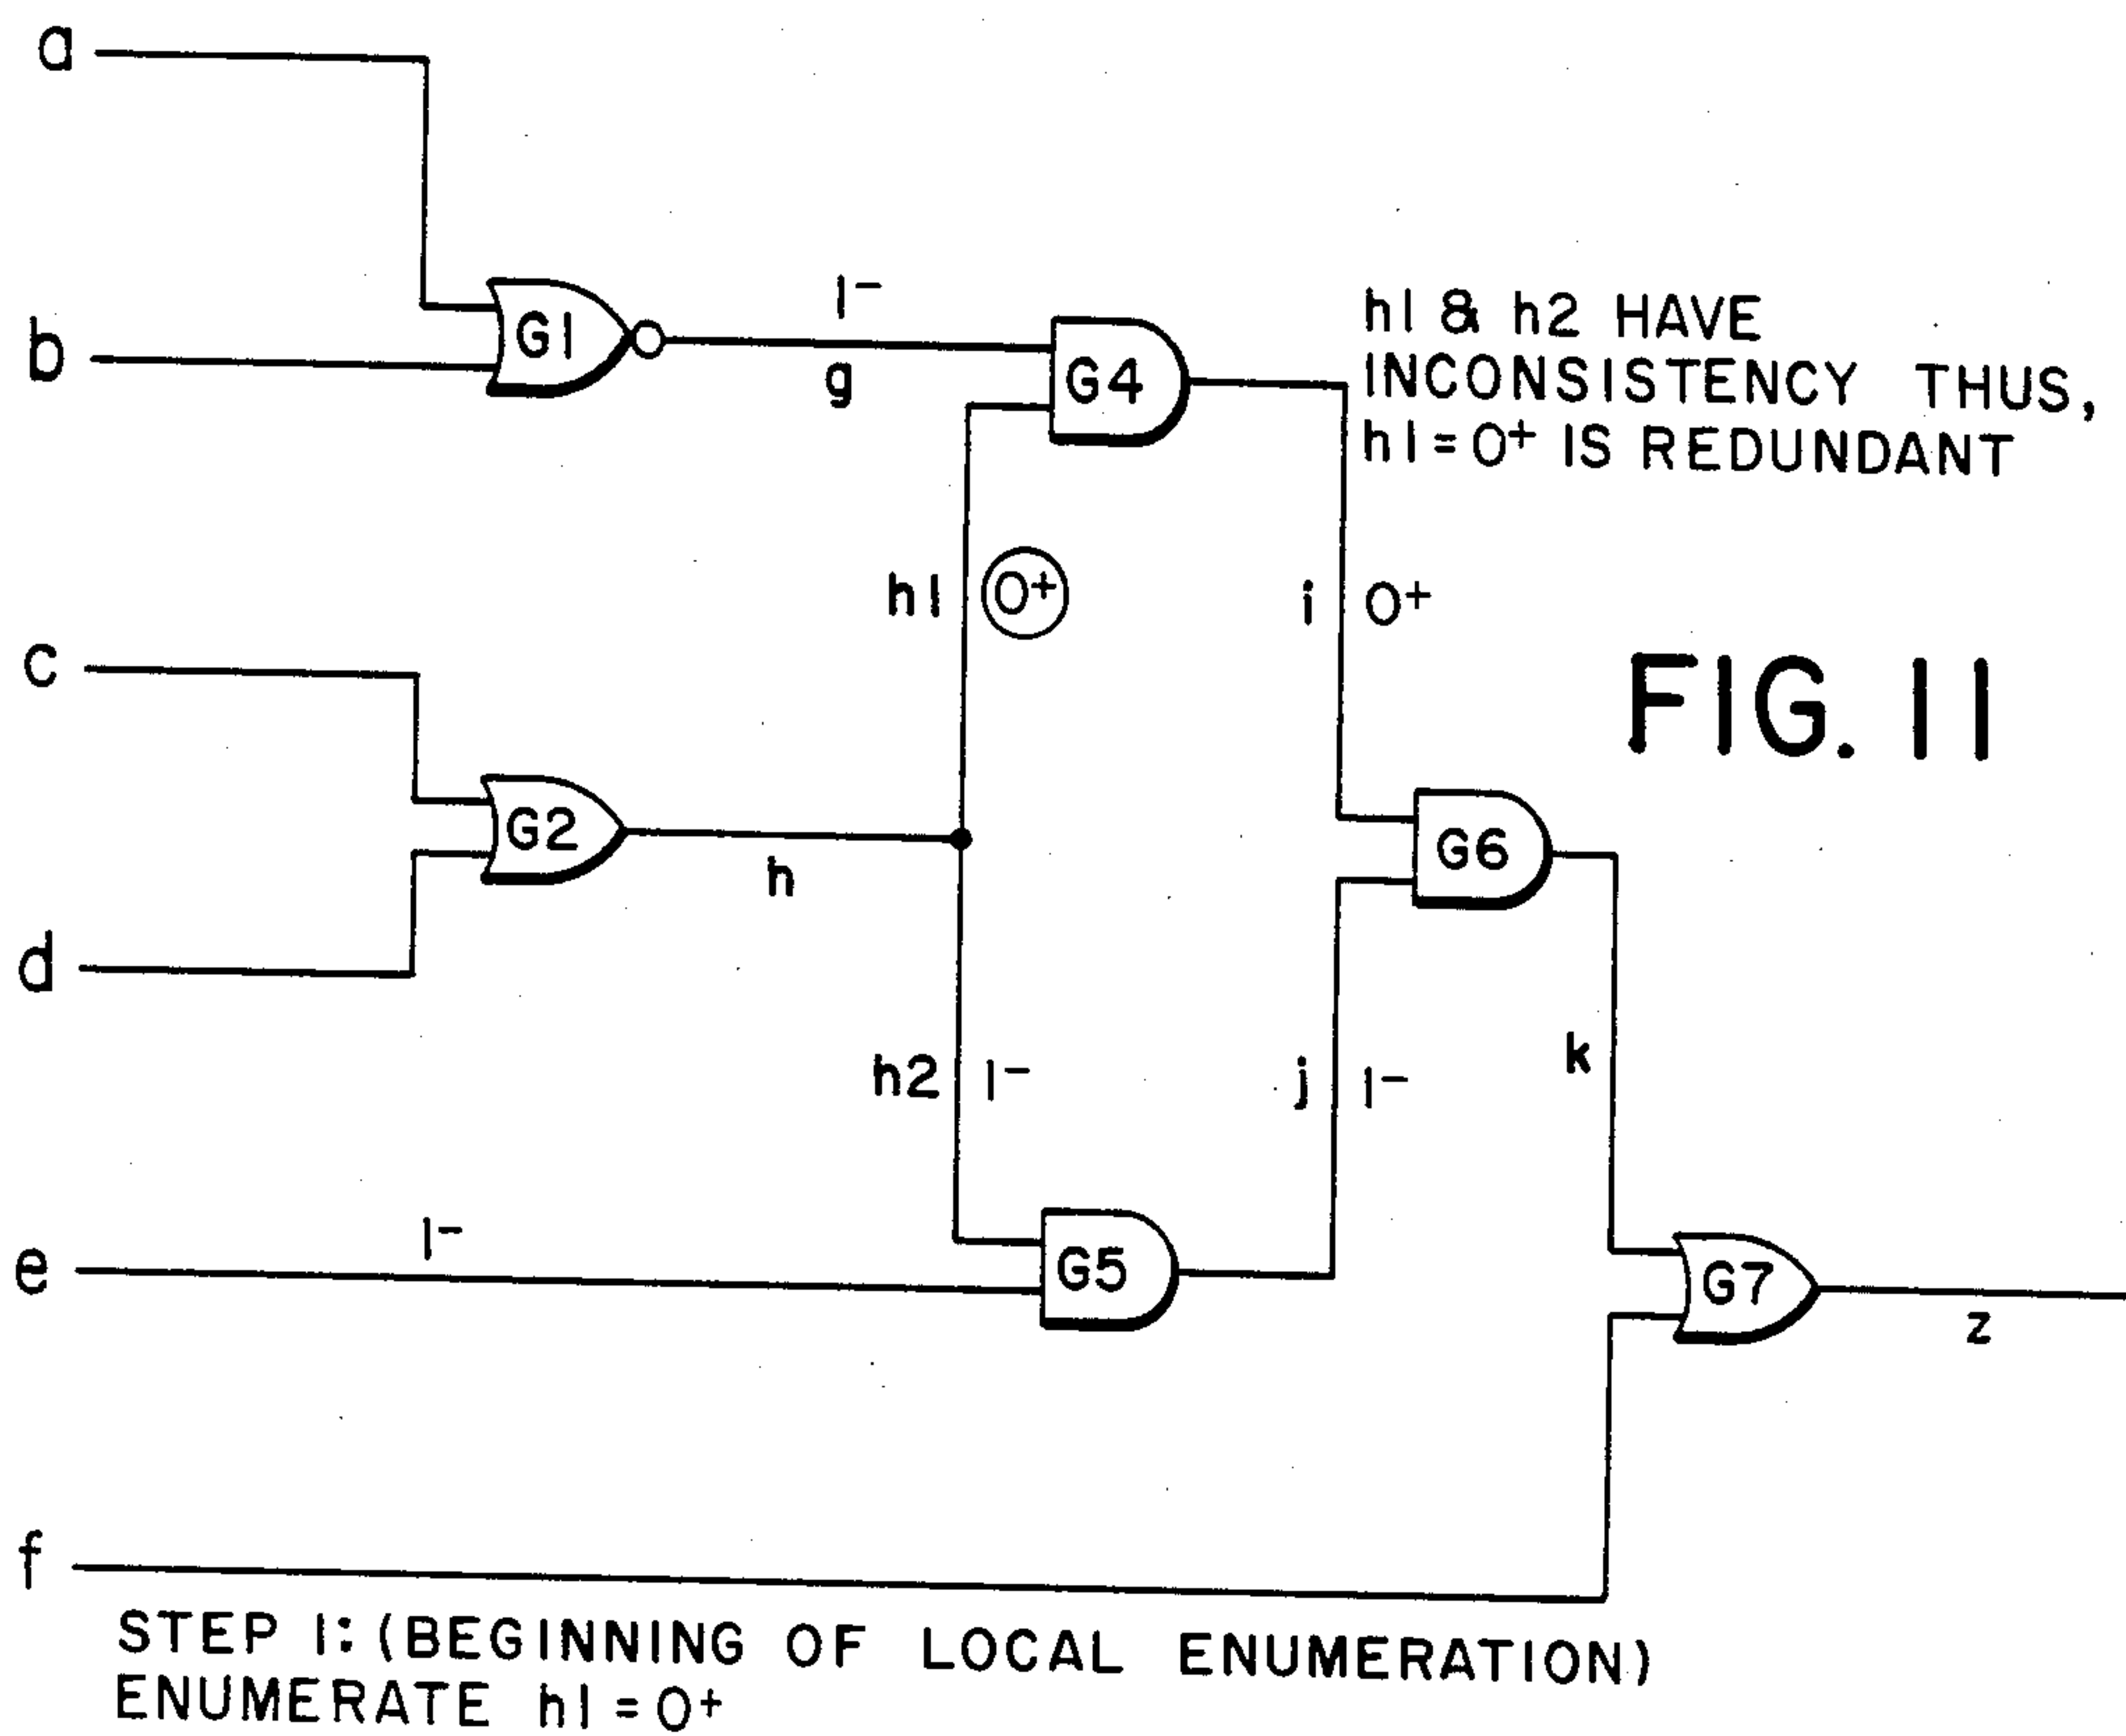 a
b
G1
1-
g
G4
h1 & h2 HAVE
INCONSISTENCY THUS,
h1=0+ IS REDUNDANT
h1
0+
i
0+
FIG. 11
c
G2
h
G6
d
h2
1-
j
1-
k
e
1-
G5
G7
z
f
STEP 1: (BEGINNING OF LOCAL ENUMERATION)
ENUMERATE h1 = 0+